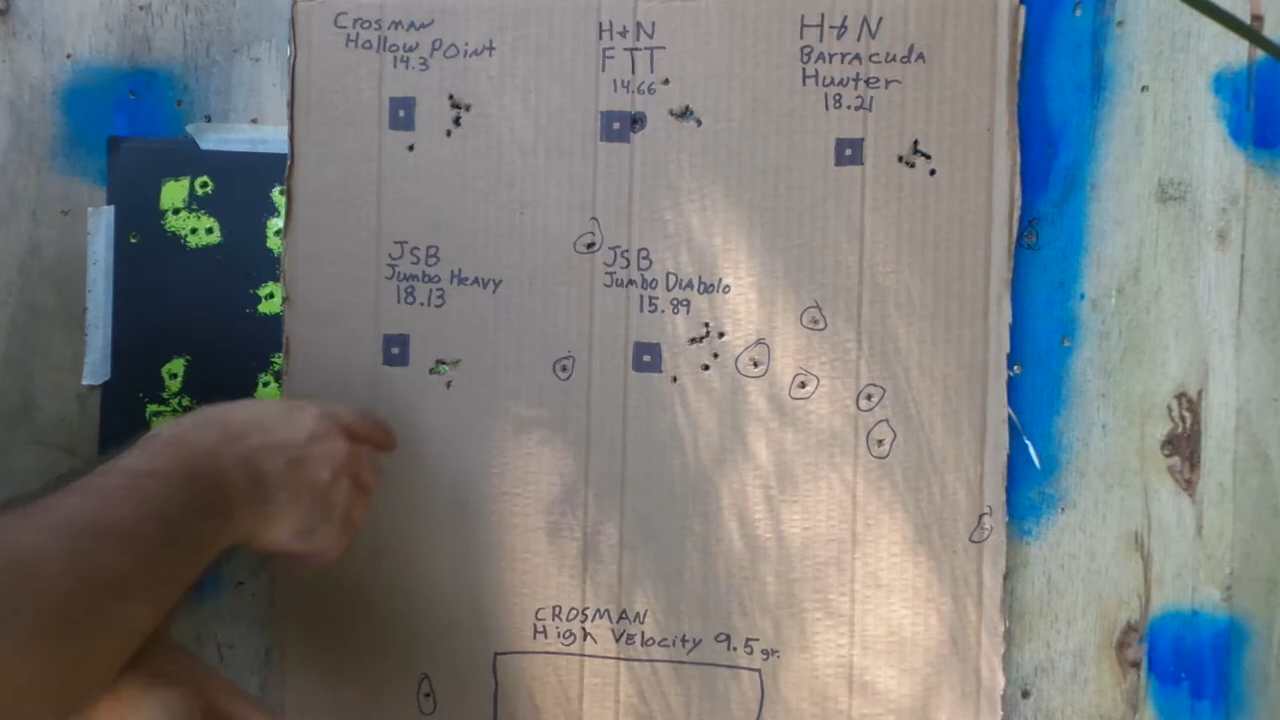 Crosman
Hollow Point
14.3
H+N
FTT
14.66
H+N
Barracuda
Hunter
18.21
JSB
Jumbo Heavy
18.13
JSB
Jumbo Diabolo
15.89
CROSMAN
High Velocity 9.5 gr.